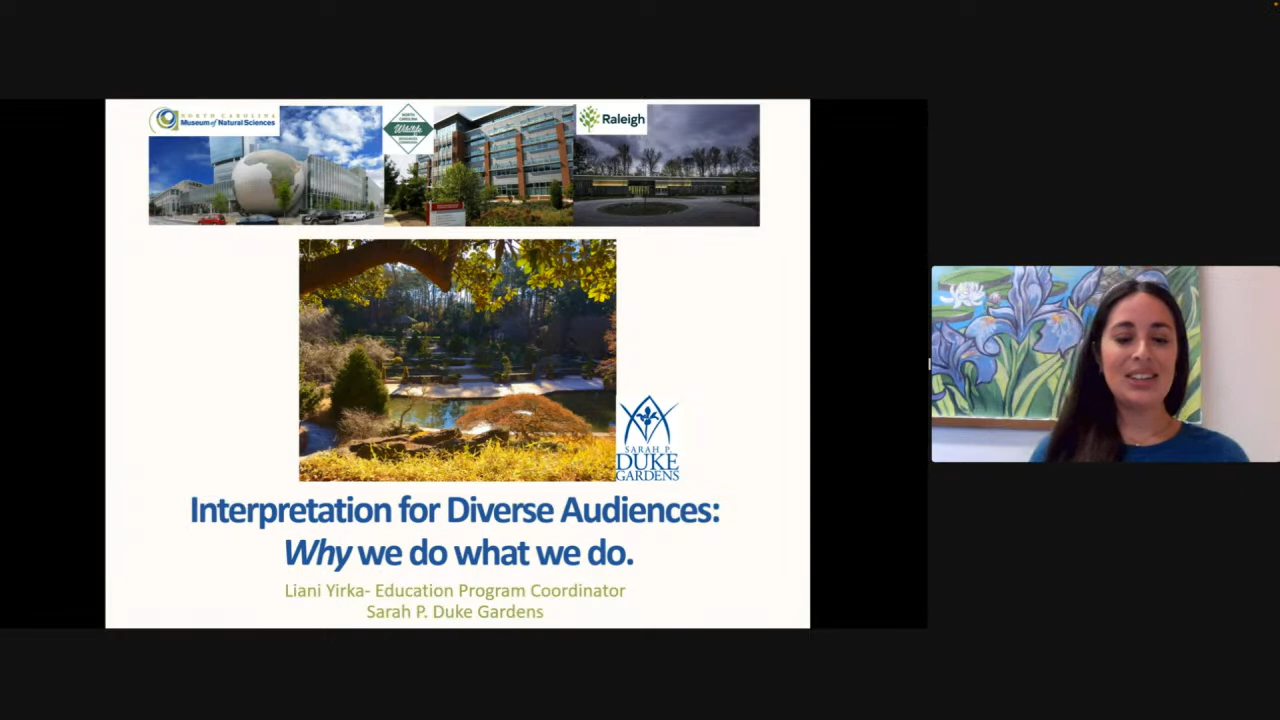 NORTH CAROLINA
Museum of Natural Sciences
NORTH CAROLINA
Wildlife
Raleigh
SARAH P.
DUKE
GARDENS
Interpretation for Diverse Audiences:
Why we do what we do.
Liani Yirka- Education Program Coordinator
Sarah P. Duke Gardens